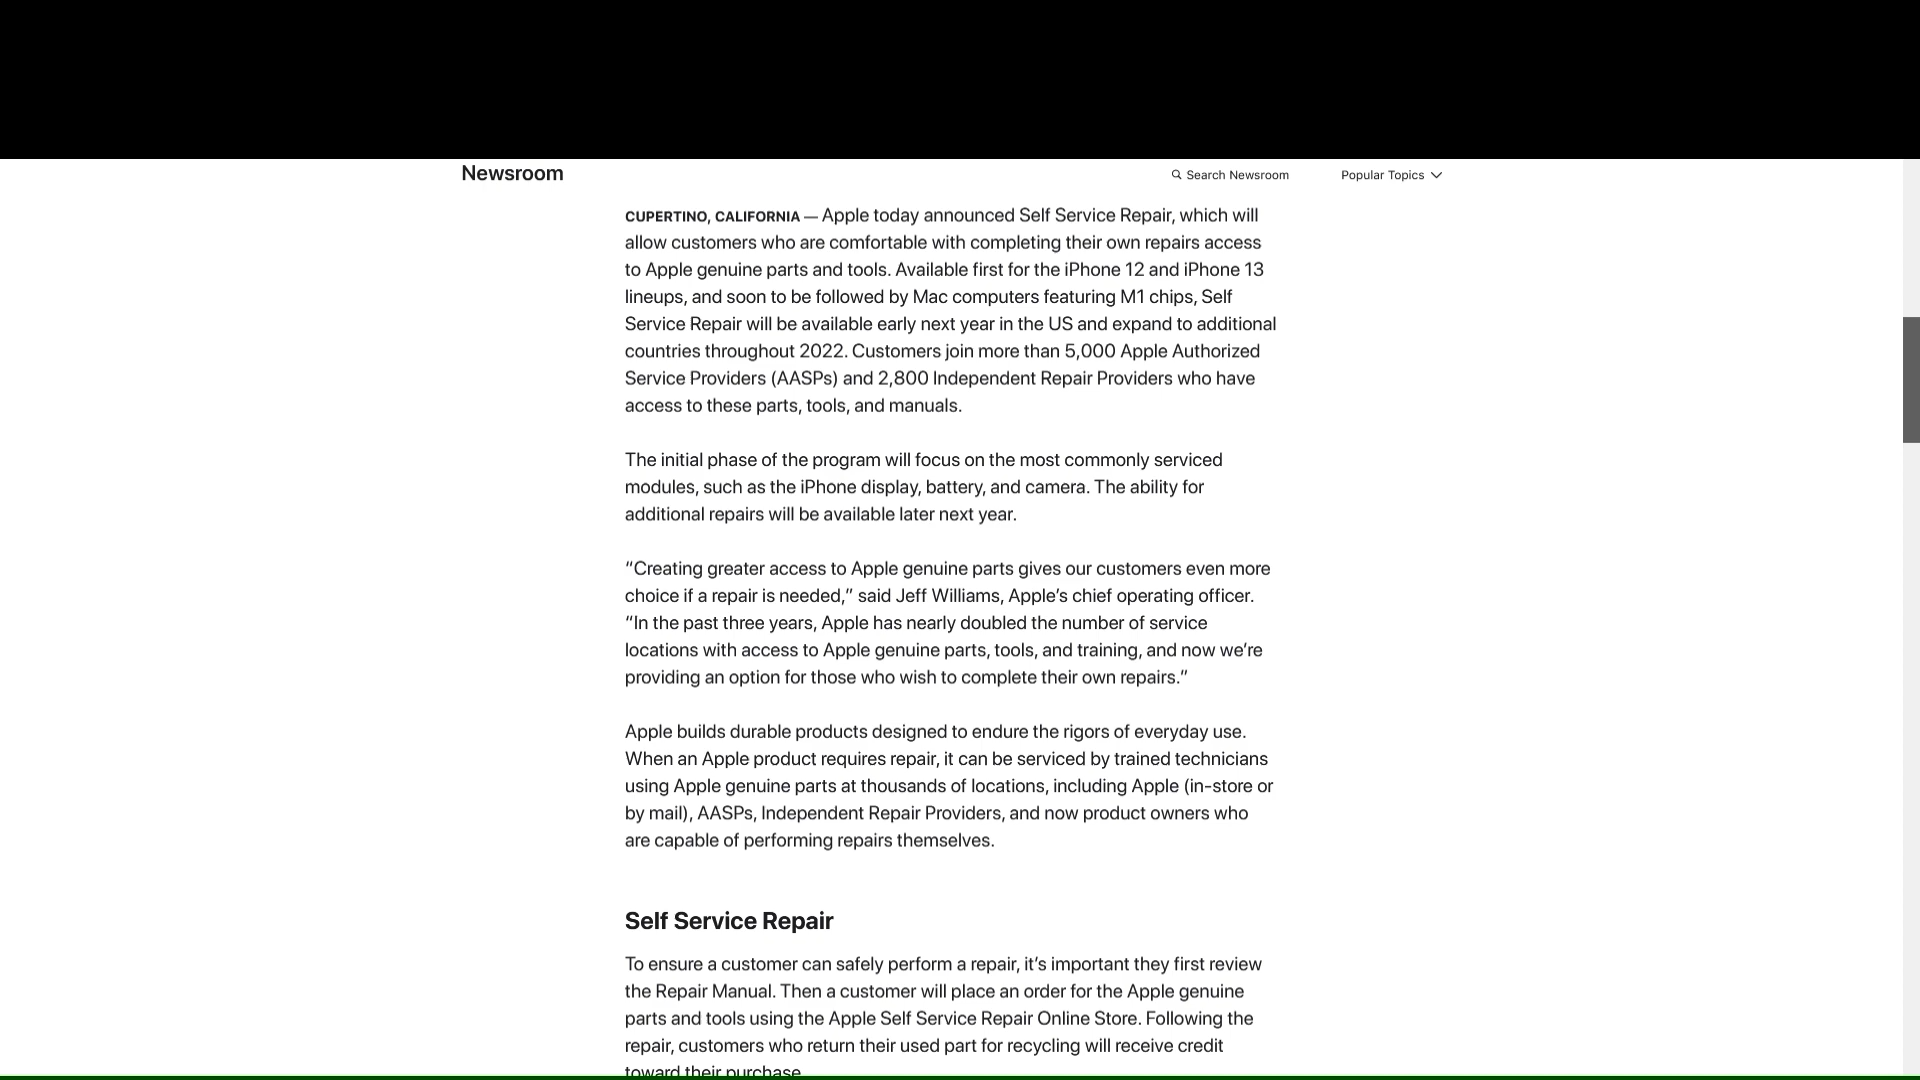 Newsroom
Search Newsroom
Popular Topics
CUPERTINO, CALIFORNIA — Apple today announced Self Service Repair, which will
allow customers who are comfortable with completing their own repairs access
to Apple genuine parts and tools. Available first for the iPhone 12 and iPhone 13
lineups, and soon to be followed by Mac computers featuring M1 chips, Self
Service Repair will be available early next year in the US and expand to additional
countries throughout 2022. Customers join more than 5,000 Apple Authorized
Service Providers (AASPs) and 2,800 Independent Repair Providers who have
access to these parts, tools, and manuals.
The initial phase of the program will focus on the most commonly serviced
modules, such as the iPhone display, battery, and camera. The ability for
additional repairs will be available later next year.
“Creating greater access to Apple genuine parts gives our customers even more
choice if a repair is needed,” said Jeff Williams, Apple’s chief operating officer.
“In the past three years, Apple has nearly doubled the number of service
locations with access to Apple genuine parts, tools, and training, and now we’re
providing an option for those who wish to complete their own repairs.”
Apple builds durable products designed to endure the rigors of everyday use.
When an Apple product requires repair, it can be serviced by trained technicians
using Apple genuine parts at thousands of locations, including Apple (in-store or
by mail), AASPs, Independent Repair Providers, and now product owners who
are capable of performing repairs themselves.
Self Service Repair
To ensure a customer can safely perform a repair, it’s important they first review
the Repair Manual. Then a customer will place an order for the Apple genuine
parts and tools using the Apple Self Service Repair Online Store. Following the
repair, customers who return their used part for recycling will receive credit
toward their purchase.